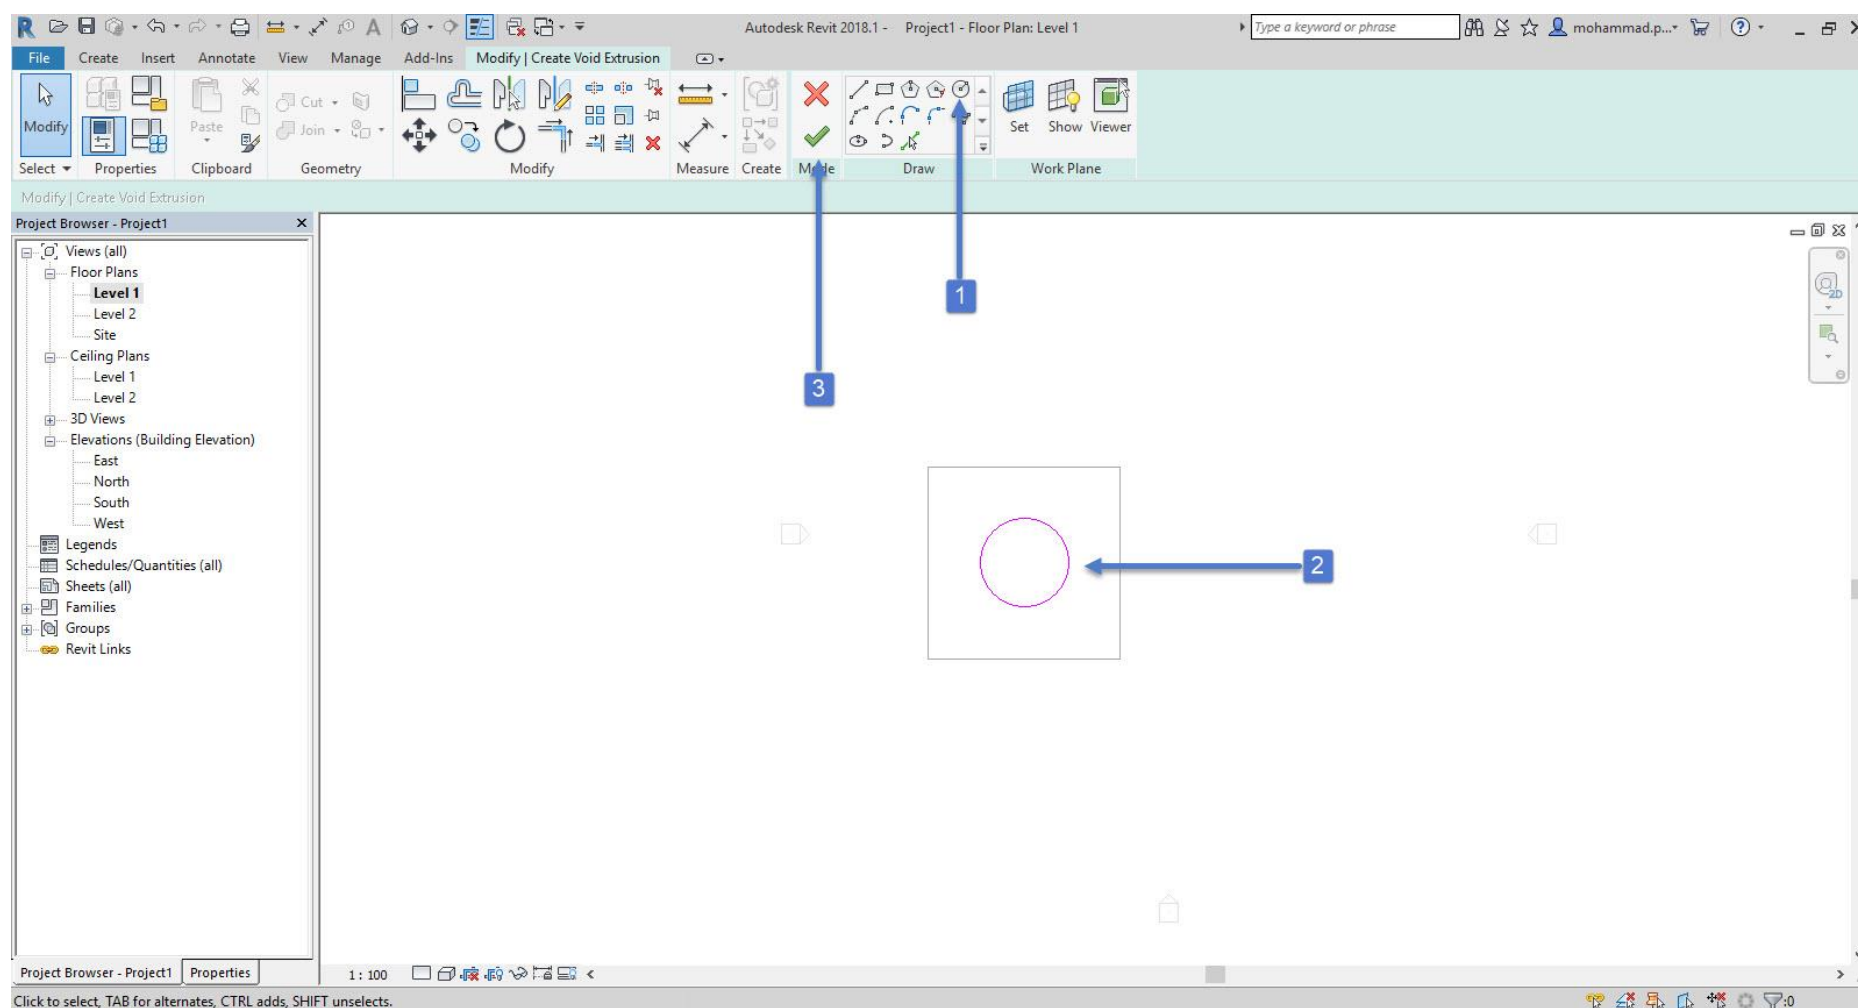 A
Autodesk Revit 2018.1 - Project1 - Floor Plan: Level 1
Type a keyword or phrase
mohammad.p...
File Create Insert Annotate View Manage Add-Ins Modify | Create Void Extrusion
Modify
Paste
Cut
Join
Set Show Viewer
Select Properties Clipboard Geometry Modify Measure Create Draw Work Plane
Modify | Create Void Extrusion
Project Browser - Project1
Views (all)
Floor Plans
Level 1
Level 2
Site
Ceiling Plans
Level 1
Level 2
3D Views
Elevations (Building Elevation)
East
North
South
West
Legends
Schedules/Quantities (all)
Sheets (all)
Families
Groups
Revit Links
1
3
2
2D
Project Browser - Project1 Properties
1 : 100
Click to select, TAB for alternates, CTRL adds, SHIFT unselects.
:0